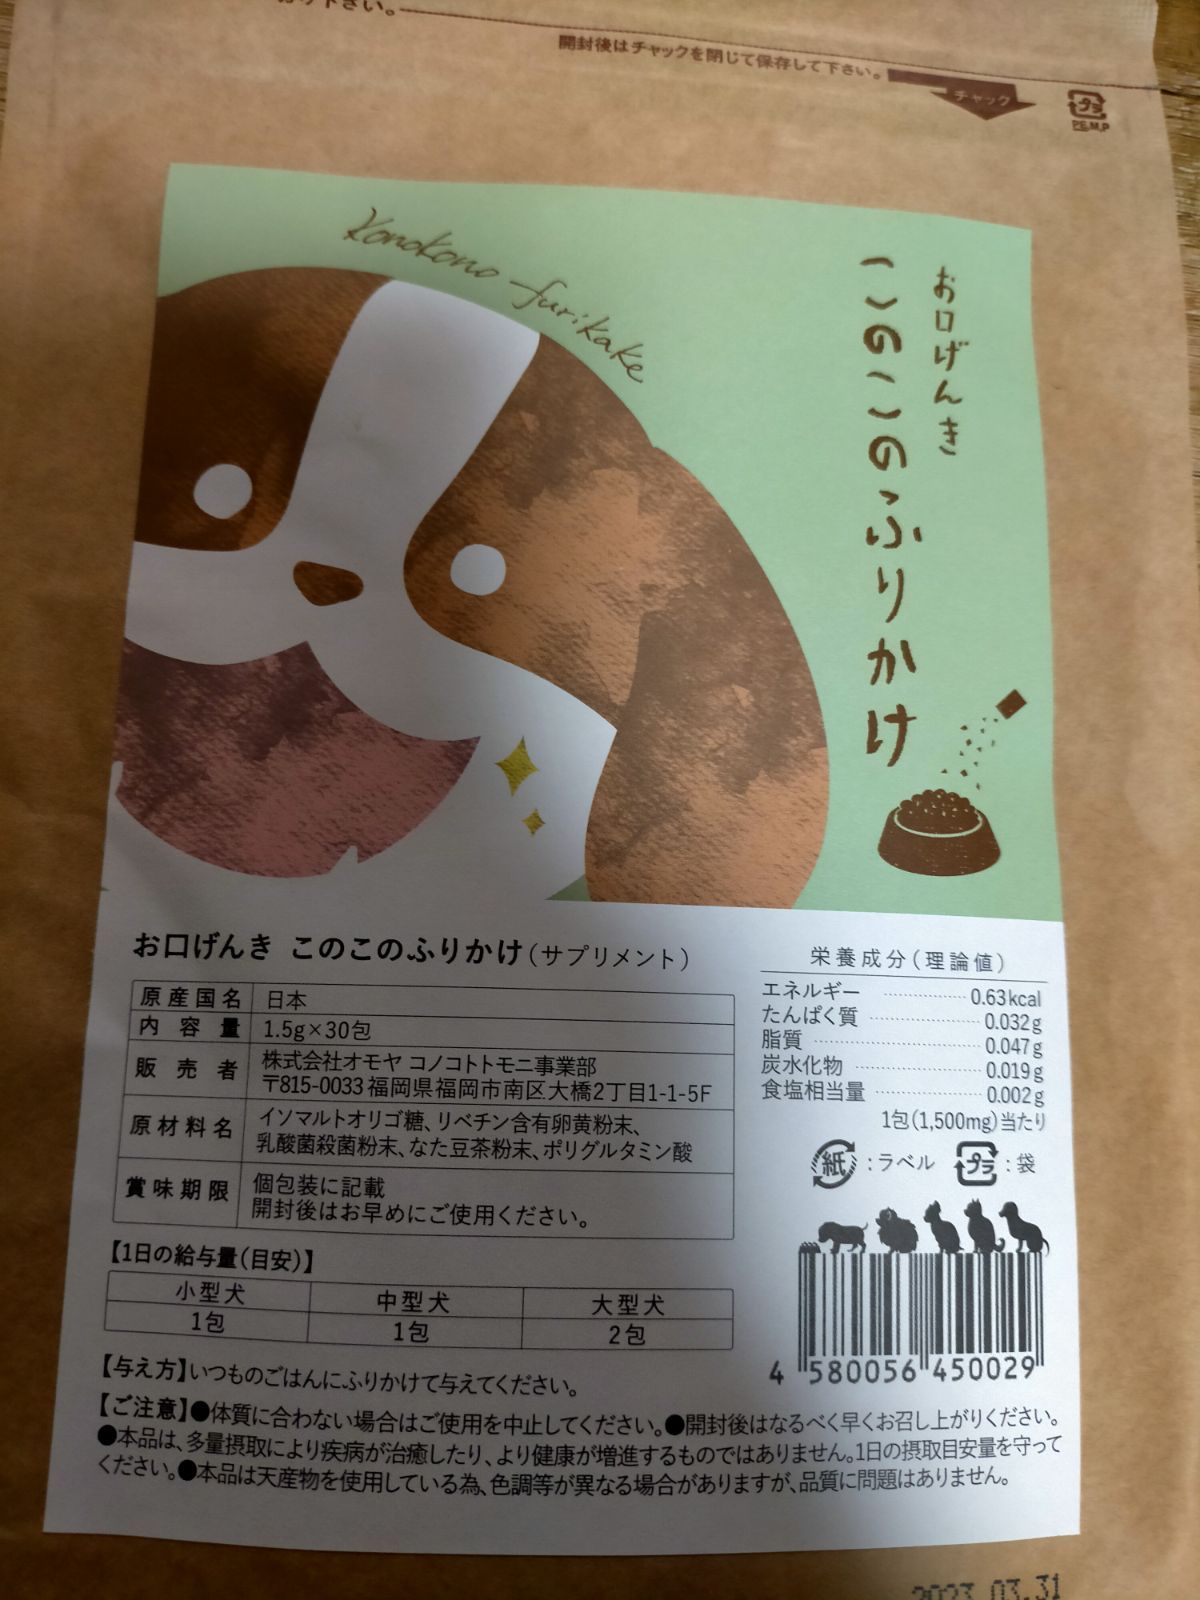 開封後はチャックを閉じて保存して下さい。
チャック
プラ
PE,M,P
Konokono furikake
お口げんき
このこのふりかけ
お口げんき このこのふりかけ(サプリメント)
原産国名 日本
内容量 1.5g×30包
販売者 株式会社オモヤ コノコトトモニ事業部
〒815-0033 福岡県福岡市南区大橋2丁目1-1-5F
原材料名 イソマルトオリゴ糖、リベチン含有卵黄粉末、
乳酸菌殺菌粉末、なた豆茶粉末、ポリグルタミン酸
賞味期限 個包装に記載
開封後はお早めにご使用ください。
【1日の給与量(目安)】
小型犬 中型犬 大型犬
1包 1包 2包
栄養成分(理論値)
エネルギー 0.63kcal
たんぱく質 0.032g
脂質 0.047g
炭水化物 0.019g
食塩相当量 0.002g
1包(1,500mg)当たり
紙:ラベル プラ:袋
4 580056 450029
【与え方】いつものごはんにふりかけて与えてください。
【ご注意】●体質に合わない場合はご使用を中止してください。●開封後はなるべく早くお召し上がりください。
●本品は、多量摂取により疾病が治癒したり、より健康が増進するものではありません。1日の摂取目安量を守って
ください。●本品は天産物を使用している為、色調等が異なる場合がありますが、品質に問題はありません。
2023.03.31